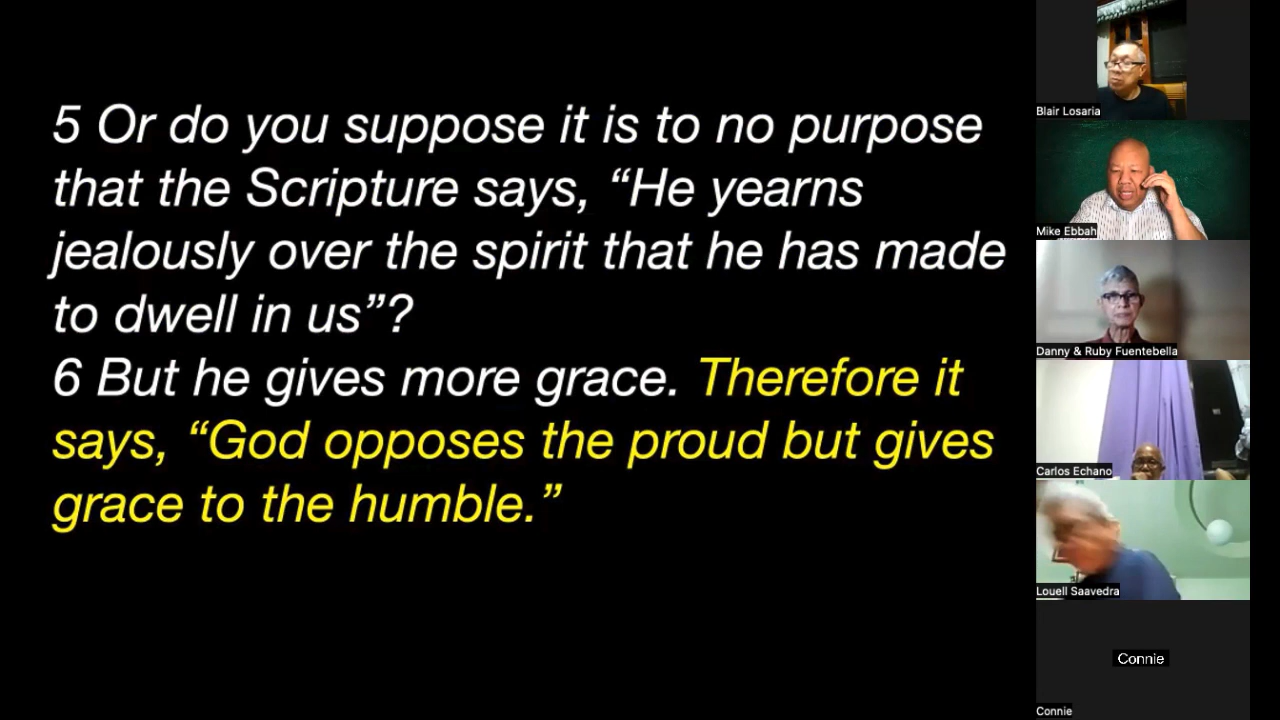 5 Or do you suppose it is to no purpose
that the Scripture says, “He yearns
jealously over the spirit that he has made
to dwell in us”?
6 But he gives more grace. Therefore it
says, “God opposes the proud but gives
grace to the humble.”
Blair Losaria
Mike Ebbah
Danny & Ruby Fuentebella
Carlos Echano
Louell Saavedra
Connie
Connie